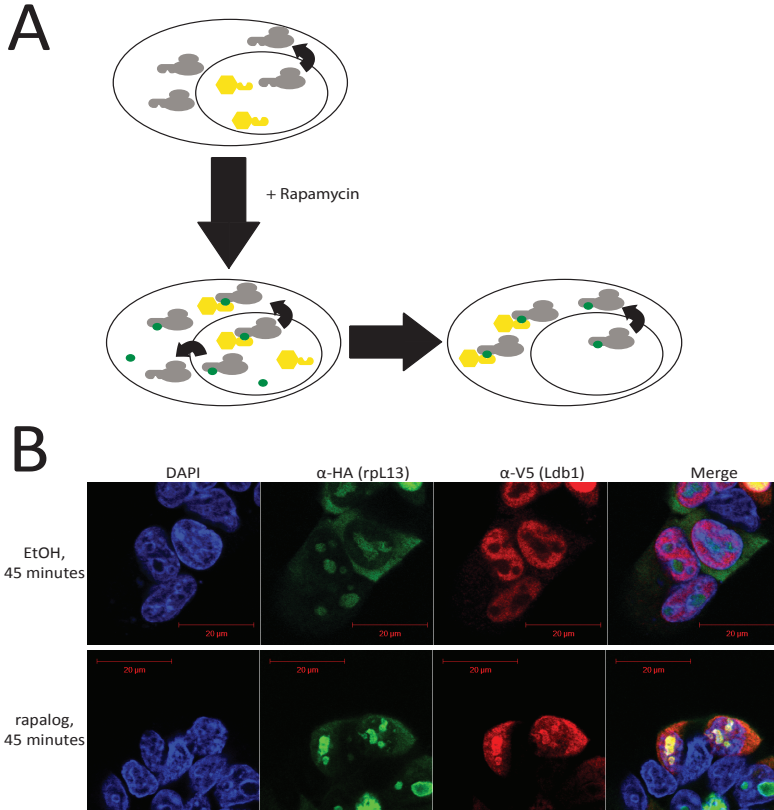 A
+ Rapamycin
B
DAPI
α-HA (rpL13)
α-V5 (Ldb1)
Merge
EtOH,
45 minutes
20 µm
20 µm
20 µm
20 µm
rapalog,
45 minutes
20 µm
20 µm
20 µm
20 µm